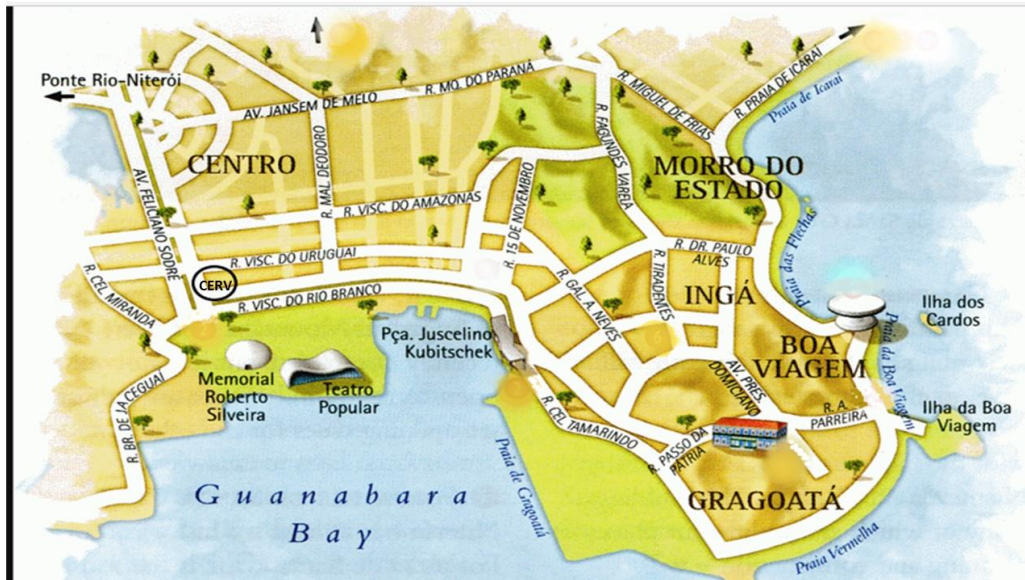 Ponte Rio-Niterói
AV. JANSEM DE MELO
R. MQ. DO PARANÁ
R. MIGUEL DE FRIAS
R. PRAIA DE ICARAÍ
Praia de Icaraí
CENTRO
R. MAL. DEODORO
R. FAGUNDES VARELA
MORRO DO
ESTADO
AV. FELICIANO SODRÉ
R. VISC. DO AMAZONAS
R. 15 DE NOVEMBRO
Praia das Flechas
R. VISC. DO URUGUAI
R. DR. PAULO
ALVES
R. CEL. MIRANDA
CERV
R. VISC. DO RIO BRANCO
R. GAL. A. NEVES
R. TIRADENTES
INGÁ
Ilha dos
Cardos
Pça. Juscelino
Kubitschek
BOA
VIAGEM
Praia da Boa Viagem
Memorial
Roberto
Silveira
Teatro
Popular
AV. PRES.
DOMICIANO
R. BR. DE JACEGUAÍ
R. CEL. TAMARINDO
R. A.
PARREIRA
Ilha da Boa
Viagem
R. PASSO DA
PÁTRIA
Praia de Gragoatá
GRAGOATÁ
Guanabara
Bay
Praia Vermelha